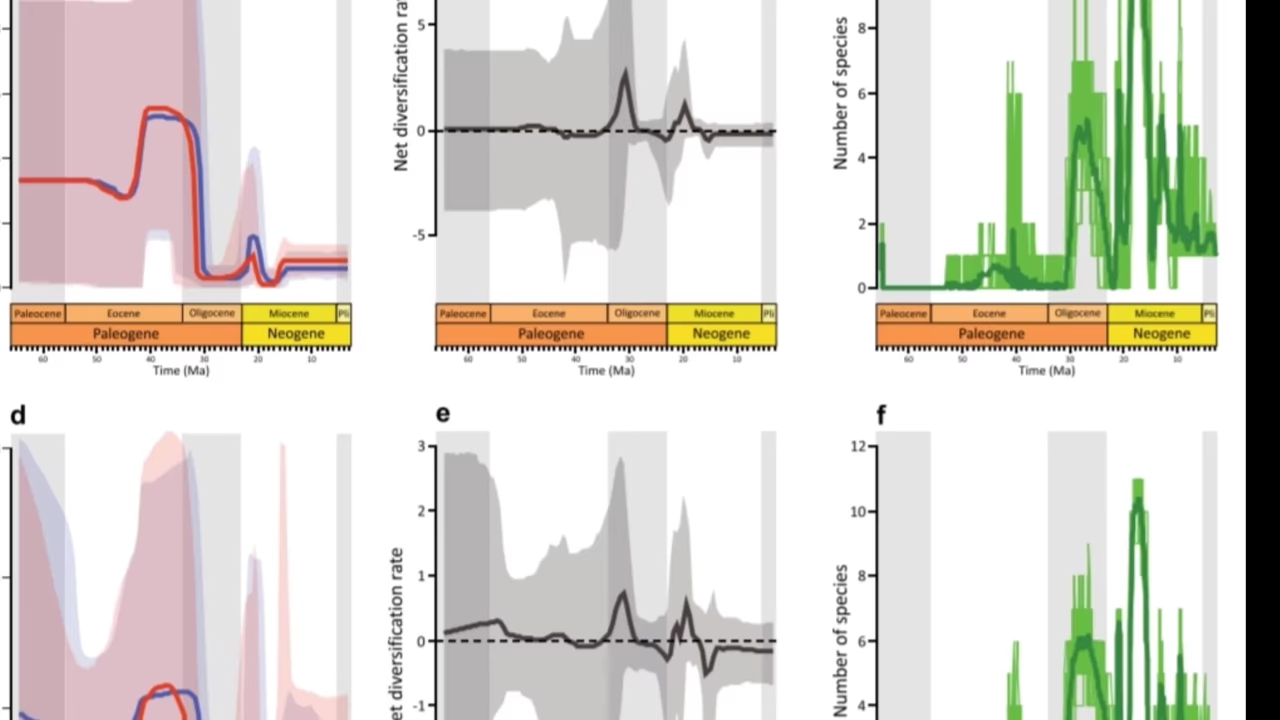 Net diversification rat
Number of species
5
0
-5
8
6
4
2
0
Paleocene Eocene Oligocene Miocene Pli
Paleogene Neogene
60 50 40 30 20 10
Time (Ma)
Paleocene Eocene Oligocene Miocene Pli
Paleogene Neogene
60 50 40 30 20 10
Time (Ma)
Paleocene Eocene Oligocene Miocene Pli
Paleogene Neogene
60 50 40 30 20 10
Time (Ma)
d
e
f
et diversification rate
3
2
1
0
-1
Number of species
12
10
8
6
4